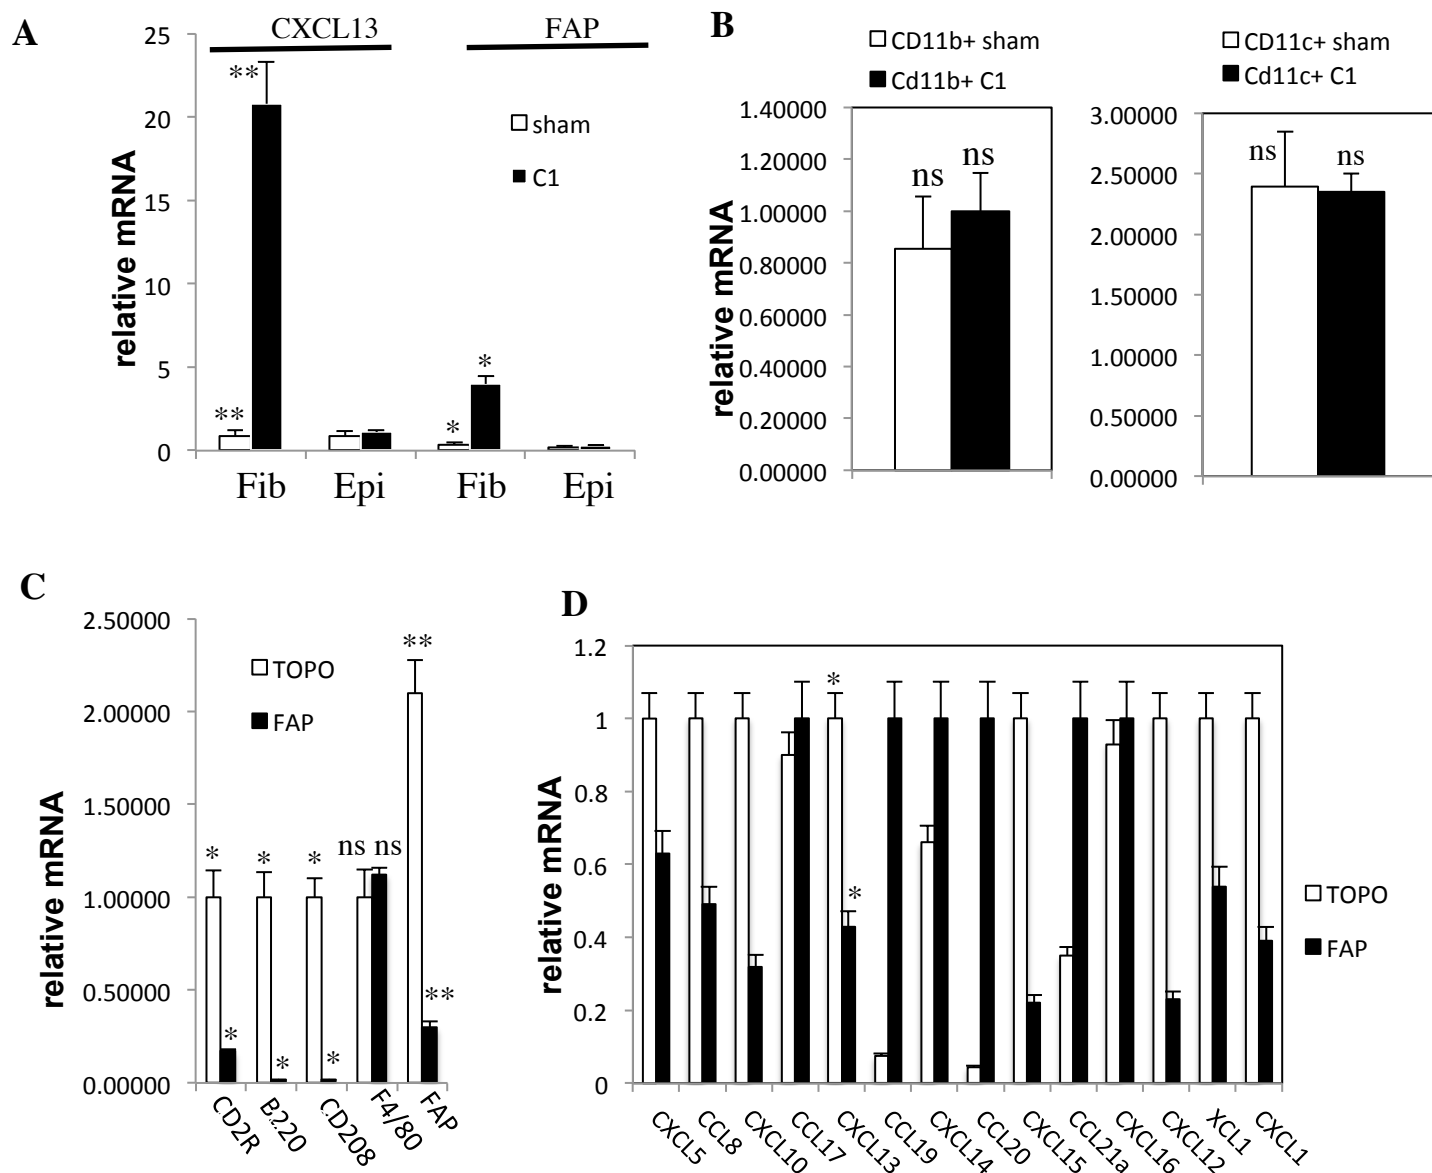 A
CXCL13 FAP
25
20
15
10
5
0
relative mRNA
** ** * *
sham
C1
Fib Epi Fib Epi
B
CD11b+ sham
Cd11b+ C1
1.40000
1.20000
1.00000
0.80000
0.60000
0.40000
0.20000
0.00000
relative mRNA
ns ns
CD11c+ sham
Cd11c+ C1
3.00000
2.50000
2.00000
1.50000
1.00000
0.50000
0.00000
ns ns
C
2.50000
2.00000
1.50000
1.00000
0.50000
0.00000
relative mRNA
TOPO
FAP
* * * * * * ns ns ** **
CD2R B220 CD208 F4/80 FAP
D
1.2
1
0.8
0.6
0.4
0.2
0
relative mRNA
* *
TOPO
FAP
CXCL5 CCL8 CXCL10 CCL17 CXCL13 CCL19 CXCL14 CCL20 CXCL15 CCL21a CXCL16 CXCL12 XCL1 CXCL1